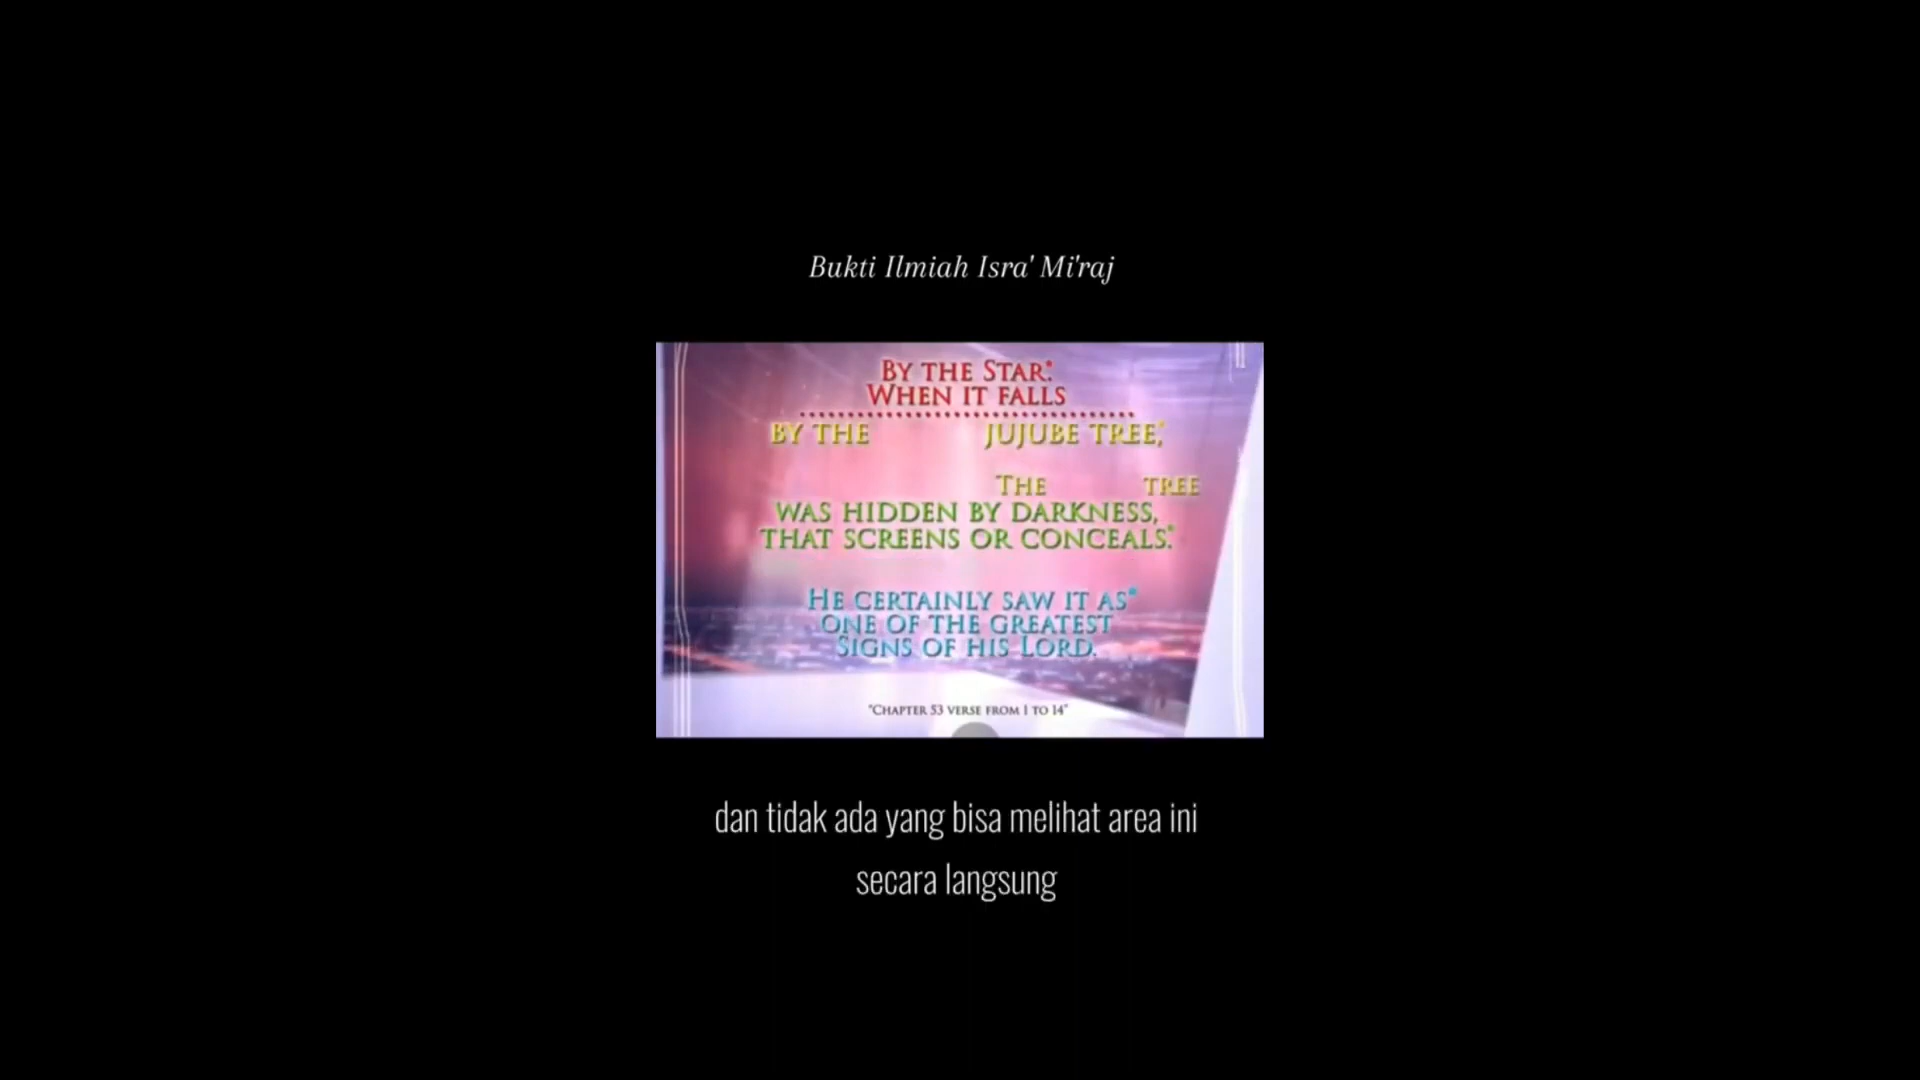 Bukti Ilmiah Isra' Mi'raj
BY THE STAR:
WHEN IT FALLS
BY THE JUJUBE TREE,
THE TREE
WAS HIDDEN BY DARKNESS,
THAT SCREENS OR CONCEALS."
HE CERTAINLY SAW IT AS"
ONE OF THE GREATEST
SIGNS OF HIS LORD.
"CHAPTER 53 VERSE FROM 1 TO 14"
dan tidak ada yang bisa melihat area ini
secara langsung